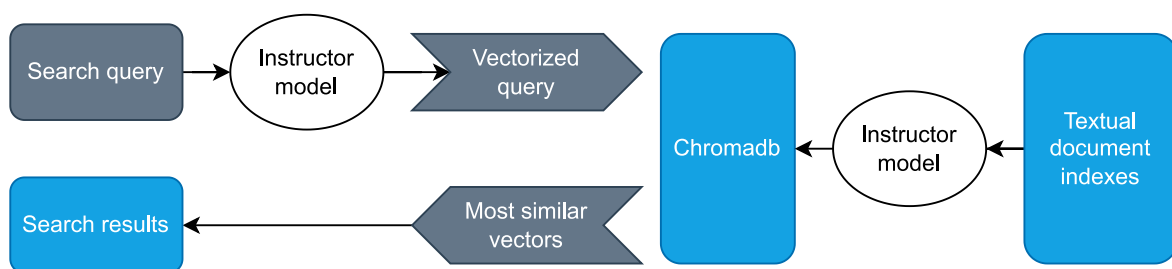 Search query
Instructor
model
Vectorized
query
Chromadb
Instructor
model
Textual
document
indexes
Search results
Most similar
vectors